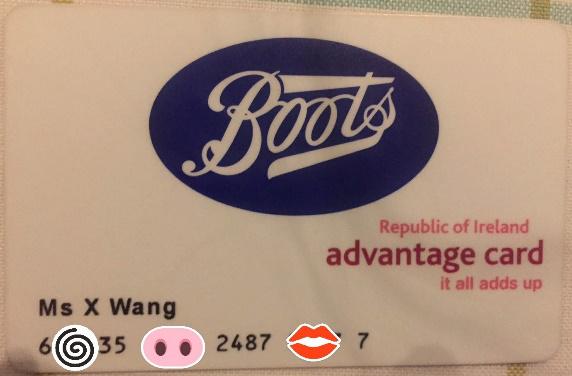 Boots
Republic of Ireland
advantage card
it all adds up
Ms X Wang
6 35 2487 7